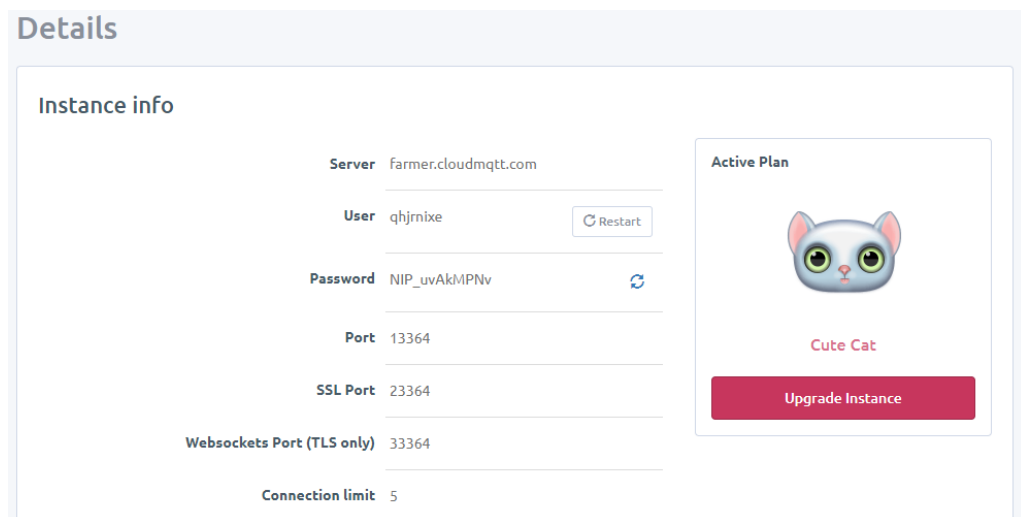 Details
Instance info
Server farmer.cloudmqtt.com
User qhjrnixe
Restart
Password NIP_uvAkMPNv
Port 13364
SSL Port 23364
Websockets Port (TLS only) 33364
Connection limit 5
Active Plan
Cute Cat
Upgrade Instance